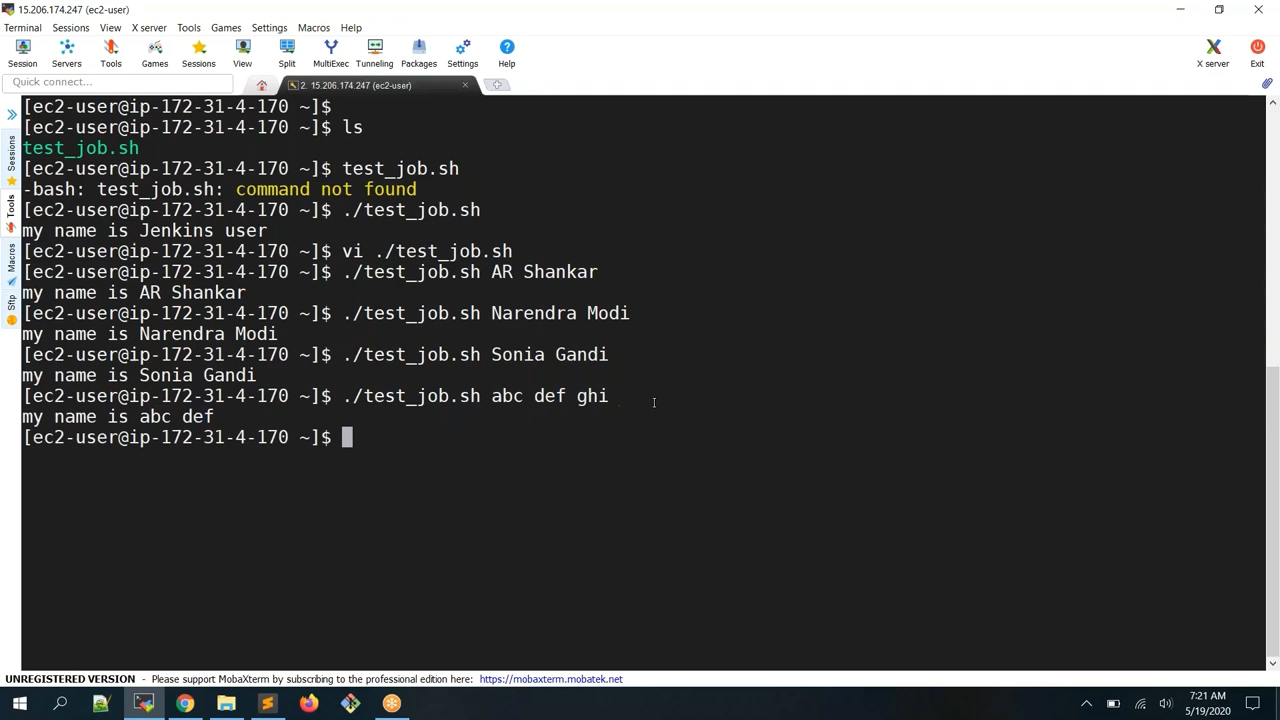 15.206.174.247 (ec2-user)
Terminal Sessions View X server Tools Games Settings Macros Help
Session Servers Tools Games Sessions View Split MultiExec Tunneling Packages Settings Help X server Exit
Quick connect...
2. 15.206.174.247 (ec2-user)
Sessions
Tools
Macros
Sftp
[ec2-user@ip-172-31-4-170 ~]$
[ec2-user@ip-172-31-4-170 ~]$ ls
test_job.sh
[ec2-user@ip-172-31-4-170 ~]$ test_job.sh
-bash: test_job.sh: command not found
[ec2-user@ip-172-31-4-170 ~]$ ./test_job.sh
my name is Jenkins user
[ec2-user@ip-172-31-4-170 ~]$ vi ./test_job.sh
[ec2-user@ip-172-31-4-170 ~]$ ./test_job.sh AR Shankar
my name is AR Shankar
[ec2-user@ip-172-31-4-170 ~]$ ./test_job.sh Narendra Modi
my name is Narendra Modi
[ec2-user@ip-172-31-4-170 ~]$ ./test_job.sh Sonia Gandi
my name is Sonia Gandi
[ec2-user@ip-172-31-4-170 ~]$ ./test_job.sh abc def ghi
my name is abc def
[ec2-user@ip-172-31-4-170 ~]$
UNREGISTERED VERSION - Please support MobaXterm by subscribing to the professional edition here: https://mobaxterm.mobatek.net
7:21 AM
5/19/2020